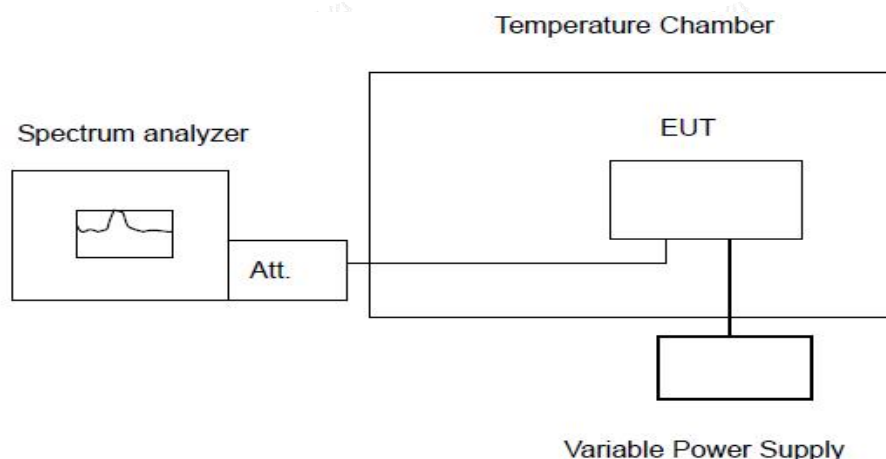 Temperature Chamber
Spectrum analyzer
EUT
Att.
Variable Power Supply